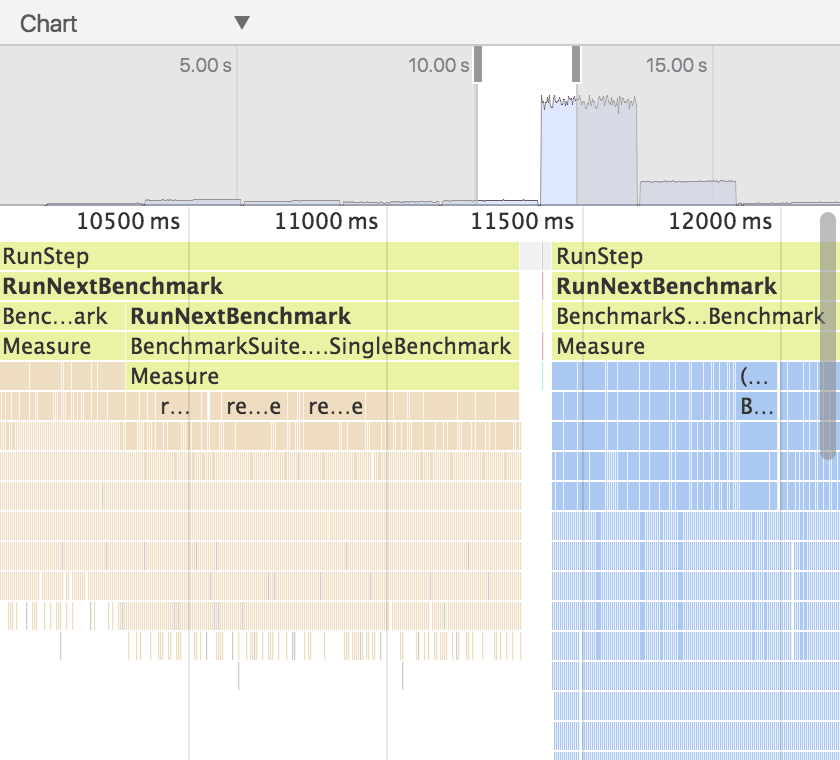 Chart ▼
5.00 s 10.00 s 15.00 s
10500 ms 11000 ms 11500 ms 12000 ms
RunStep RunStep
RunNextBenchmark RunNextBenchmark
Benc...ark RunNextBenchmark BenchmarkS...Benchmark
Measure BenchmarkSuite....SingleBenchmark Measure
Measure (...
r... re...e re...e B...